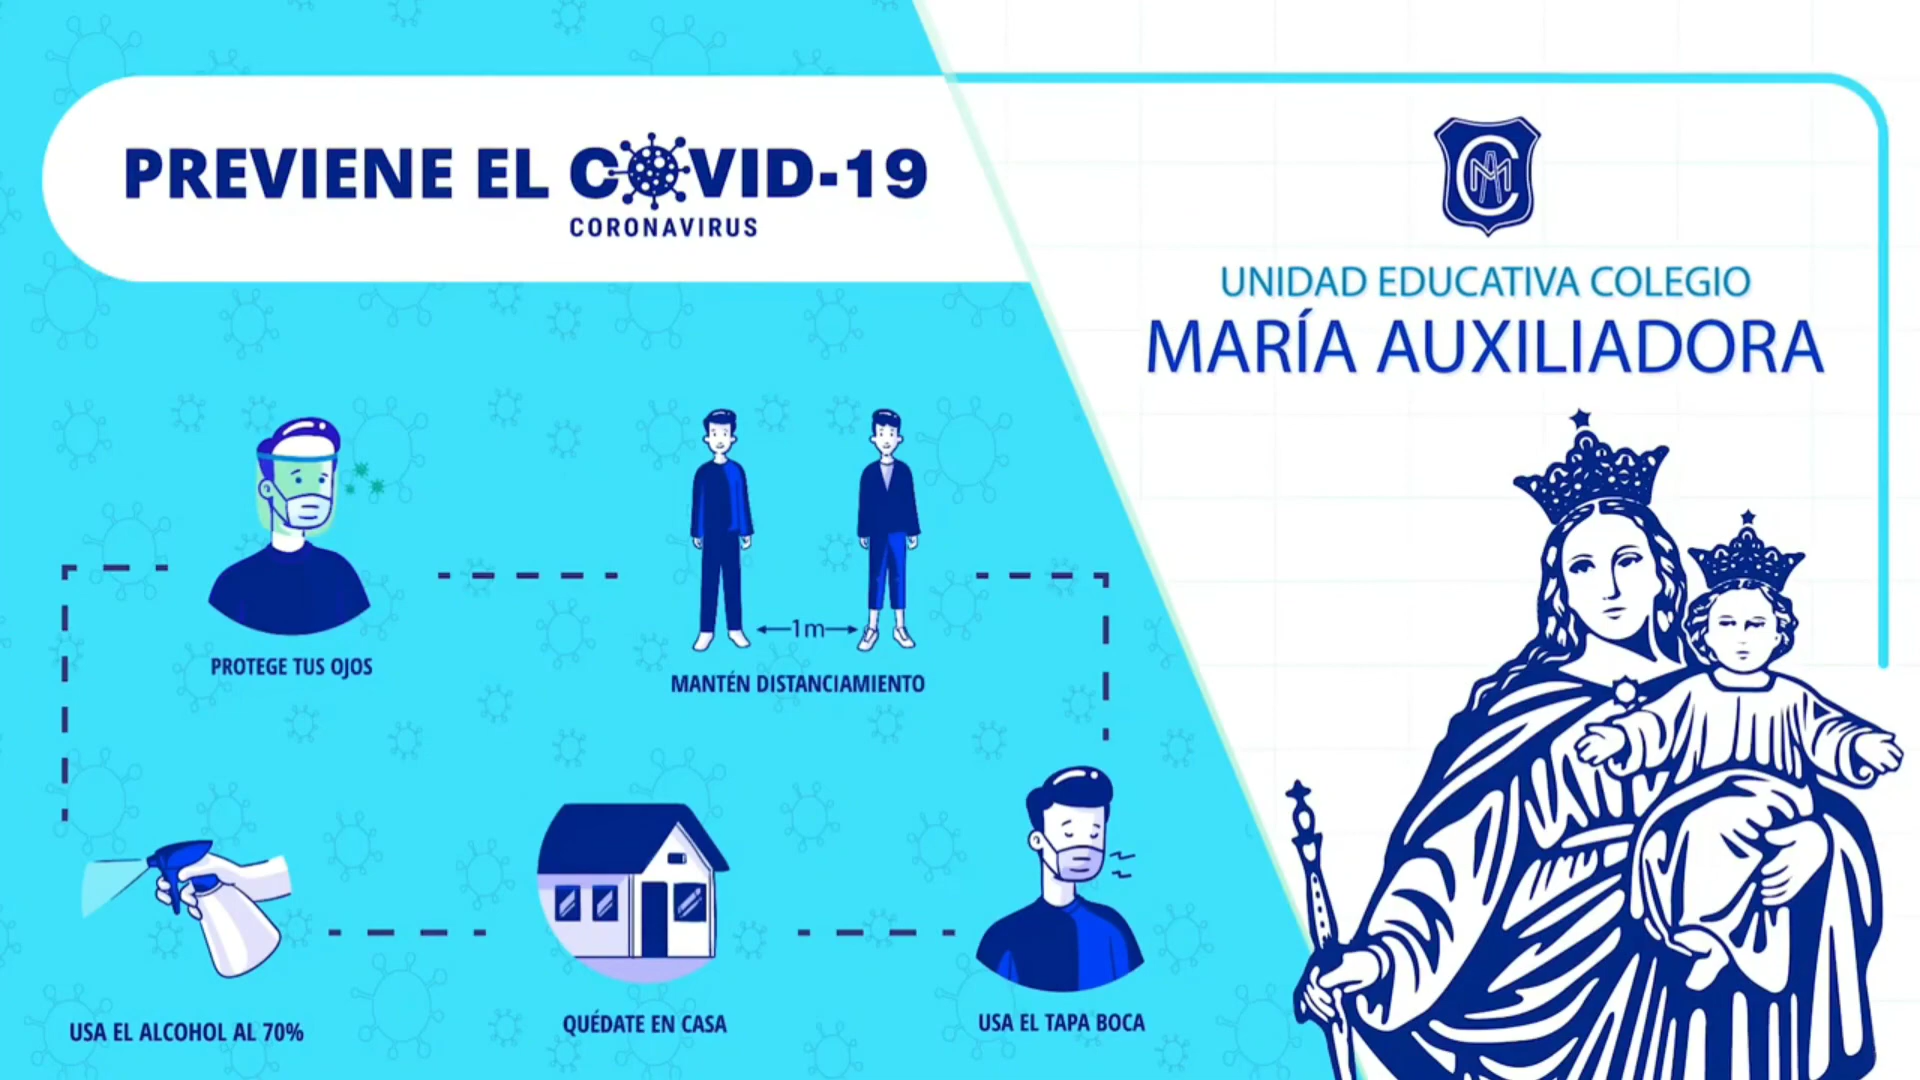 PREVIENE EL COVID-19
CORONAVIRUS
CMA
UNIDAD EDUCATIVA COLEGIO
MARÍA AUXILIADORA
PROTEGE TUS OJOS
1m
MANTÉN DISTANCIAMIENTO
USA EL ALCOHOL AL 70%
QUÉDATE EN CASA
USA EL TAPA BOCA